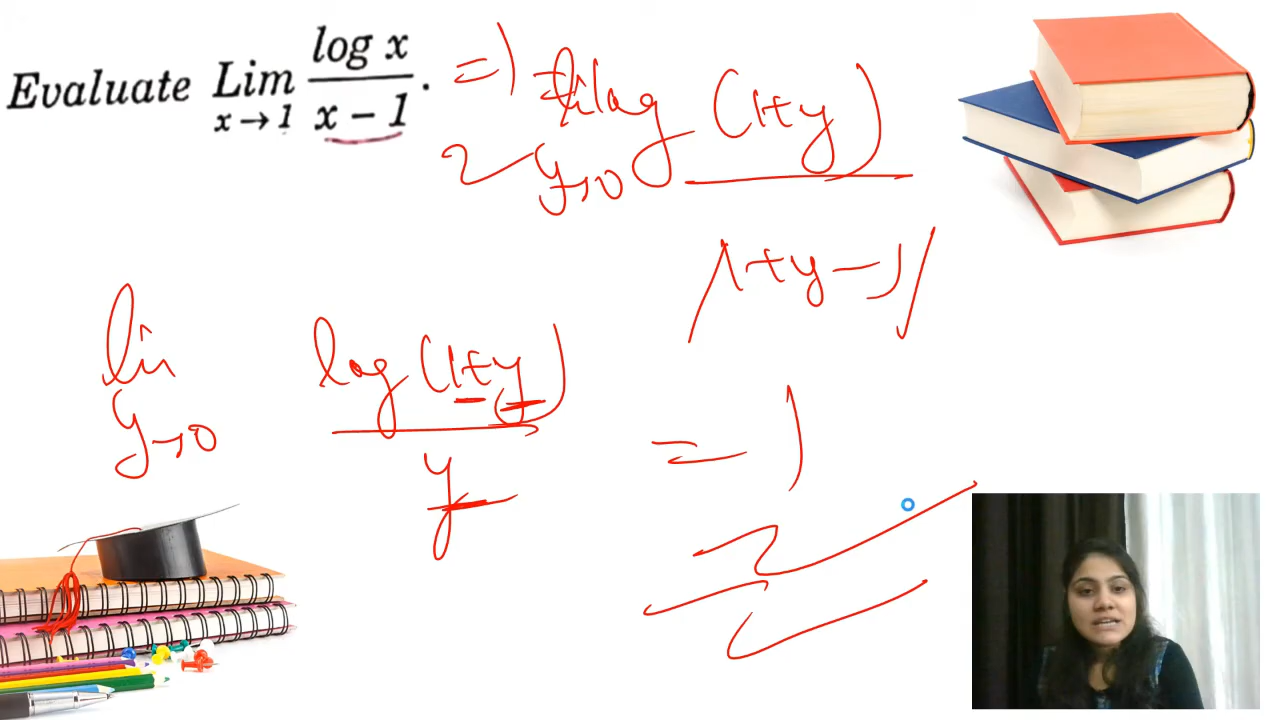 Evaluate Lim x→1 log x / x − 1 .
=) lim y→0 log (1+y) / 1+y−1
lim y→0 log (1+y) / y = 1